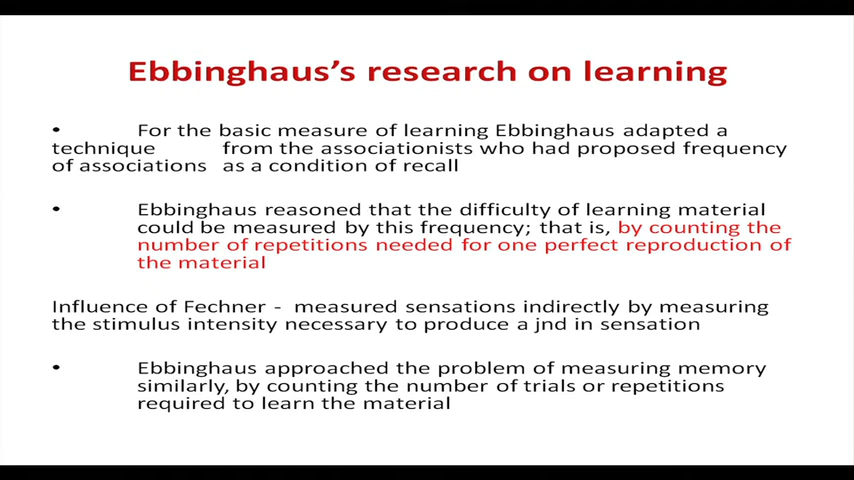 Ebbinghaus's research on learning
• For the basic measure of learning Ebbinghaus adapted a
technique from the associationists who had proposed frequency
of associations as a condition of recall
• Ebbinghaus reasoned that the difficulty of learning material
could be measured by this frequency; that is, by counting the
number of repetitions needed for one perfect reproduction of
the material
Influence of Fechner - measured sensations indirectly by measuring
the stimulus intensity necessary to produce a jnd in sensation
• Ebbinghaus approached the problem of measuring memory
similarly, by counting the number of trials or repetitions
required to learn the material